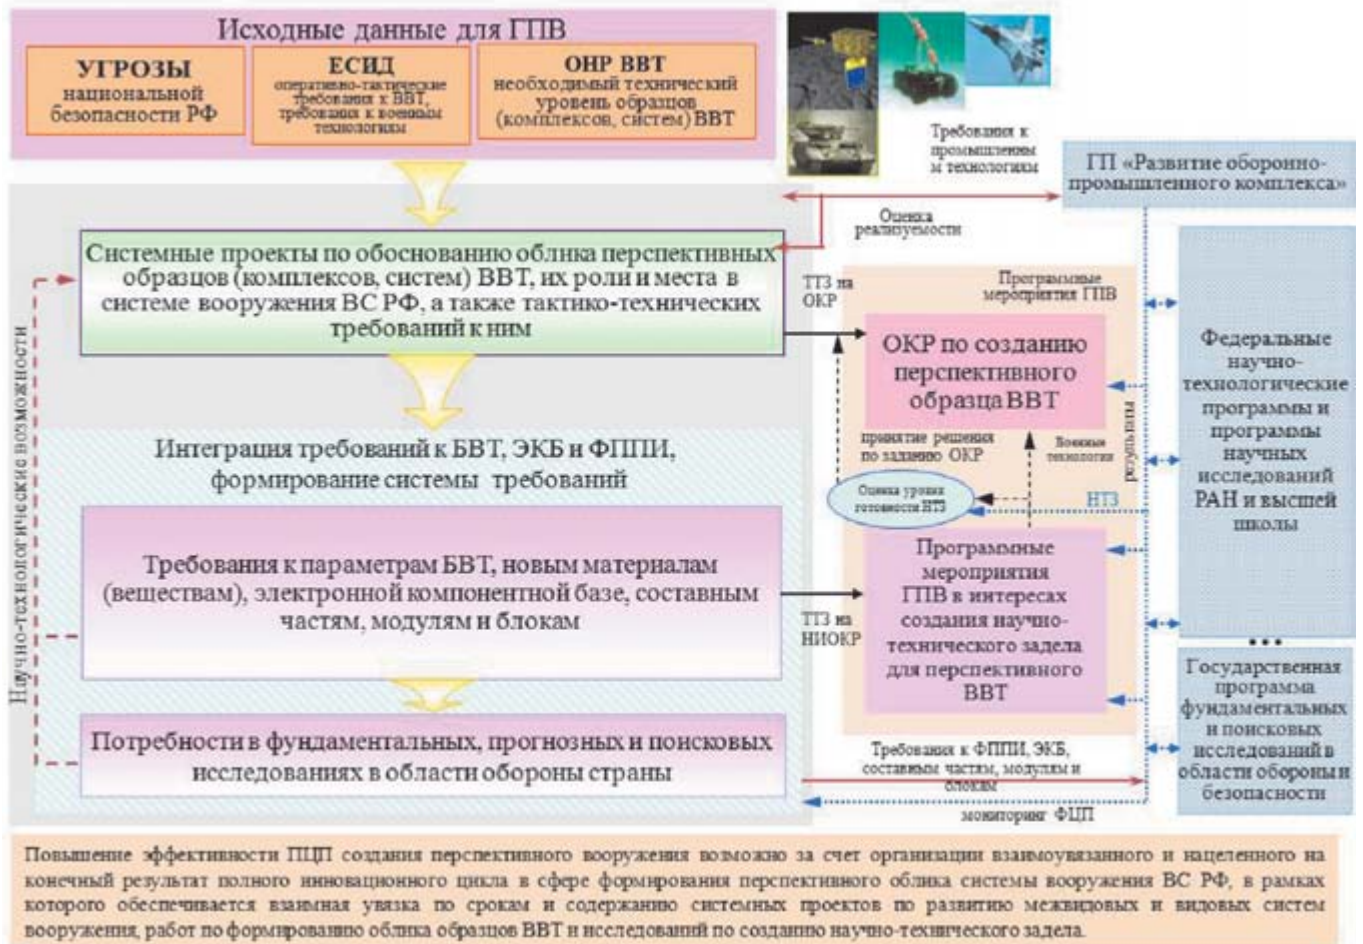 Исходные данные для ГПВ
УГРОЗЫ
национальной
безопасности РФ
ЕСИД
оперативно-тактические
требования к ВВТ,
требования к военным
технологиям
ОНР ВВТ
необходимый технический
уровень образцов
(комплексов, систем) ВВТ
Требования к
промышленны
м технологиям
ГП «Развитие оборонно-
промышленного комплекса»
Оценка
реализуемости
Системные проекты по обоснованию облика перспективных
образцов (комплексов, систем) ВВТ, их роли и места в
системе вооружения ВС РФ, а также тактико-технических
требований к ним
ТТЗ на
ОКР
Программные
мероприятия ГПВ
ОКР по созданию
перспективного
образца ВВТ
Федеральные
научно-
технологические
программы и
программы
научных
исследований
РАН и высшей
школы
Научно-технологические возможности
Интеграция требований к БВТ, ЭКБ и ФППИ,
формирование системы требований
принятие решения
по заданию ОКР
Военные
технологии
результаты
Оценка уровня
готовности НТЗ
НТЗ
Требования к параметрам БВТ, новым материалам
(веществам), электронной компонентной базе, составным
частям, модулям и блокам
ТТЗ на
НИОКР
Программные
мероприятия
ГПВ в интересах
создания научно-
технического задела
для перспективного
ВВТ
...
Государственная
программа
фундаментальных
и поисковых
исследований в
области обороны и
безопасности
Потребности в фундаментальных, прогнозных и поисковых
исследованиях в области обороны страны
Требования к ФППИ, ЭКБ,
составным частям, модулям и
блокам
мониторинг ФЦП
Повышение эффективности ПЦП создания перспективного вооружения возможно за счет организации взаимоувязанного и нацеленного на
конечный результат полного инновационного цикла в сфере формирования перспективного облика системы вооружения ВС РФ, в рамках
которого обеспечивается взаимная увязка по срокам и содержанию системных проектов по развитию межвидовых и видовых систем
вооружения, работ по формированию облика образцов ВВТ и исследований по созданию научно-технического задела.